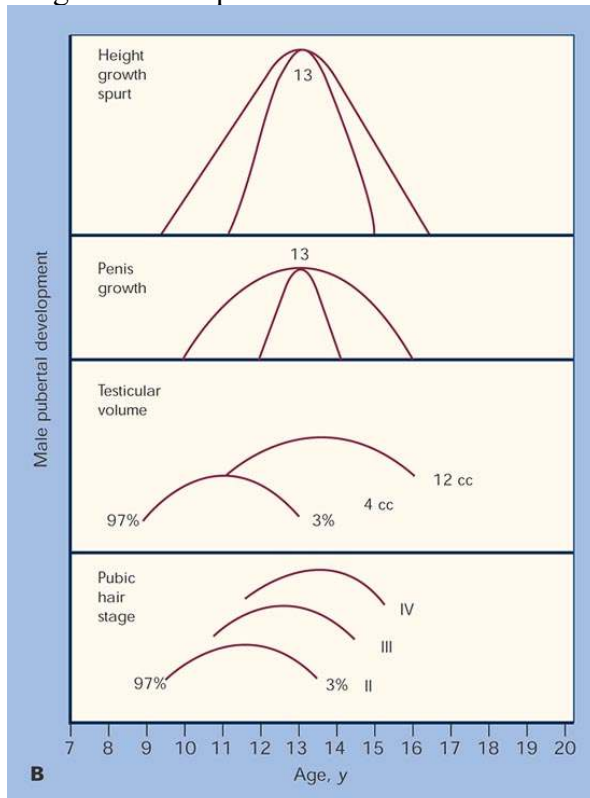 Height
growth
spurt
13
Penis
growth
13
Testicular
volume
12 cc
4 cc
97%
3%
Pubic
hair
stage
IV
III
97%
3% II
Male pubertal development
7 8 9 10 11 12 13 14 15 16 17 18 19 20
B
Age, y